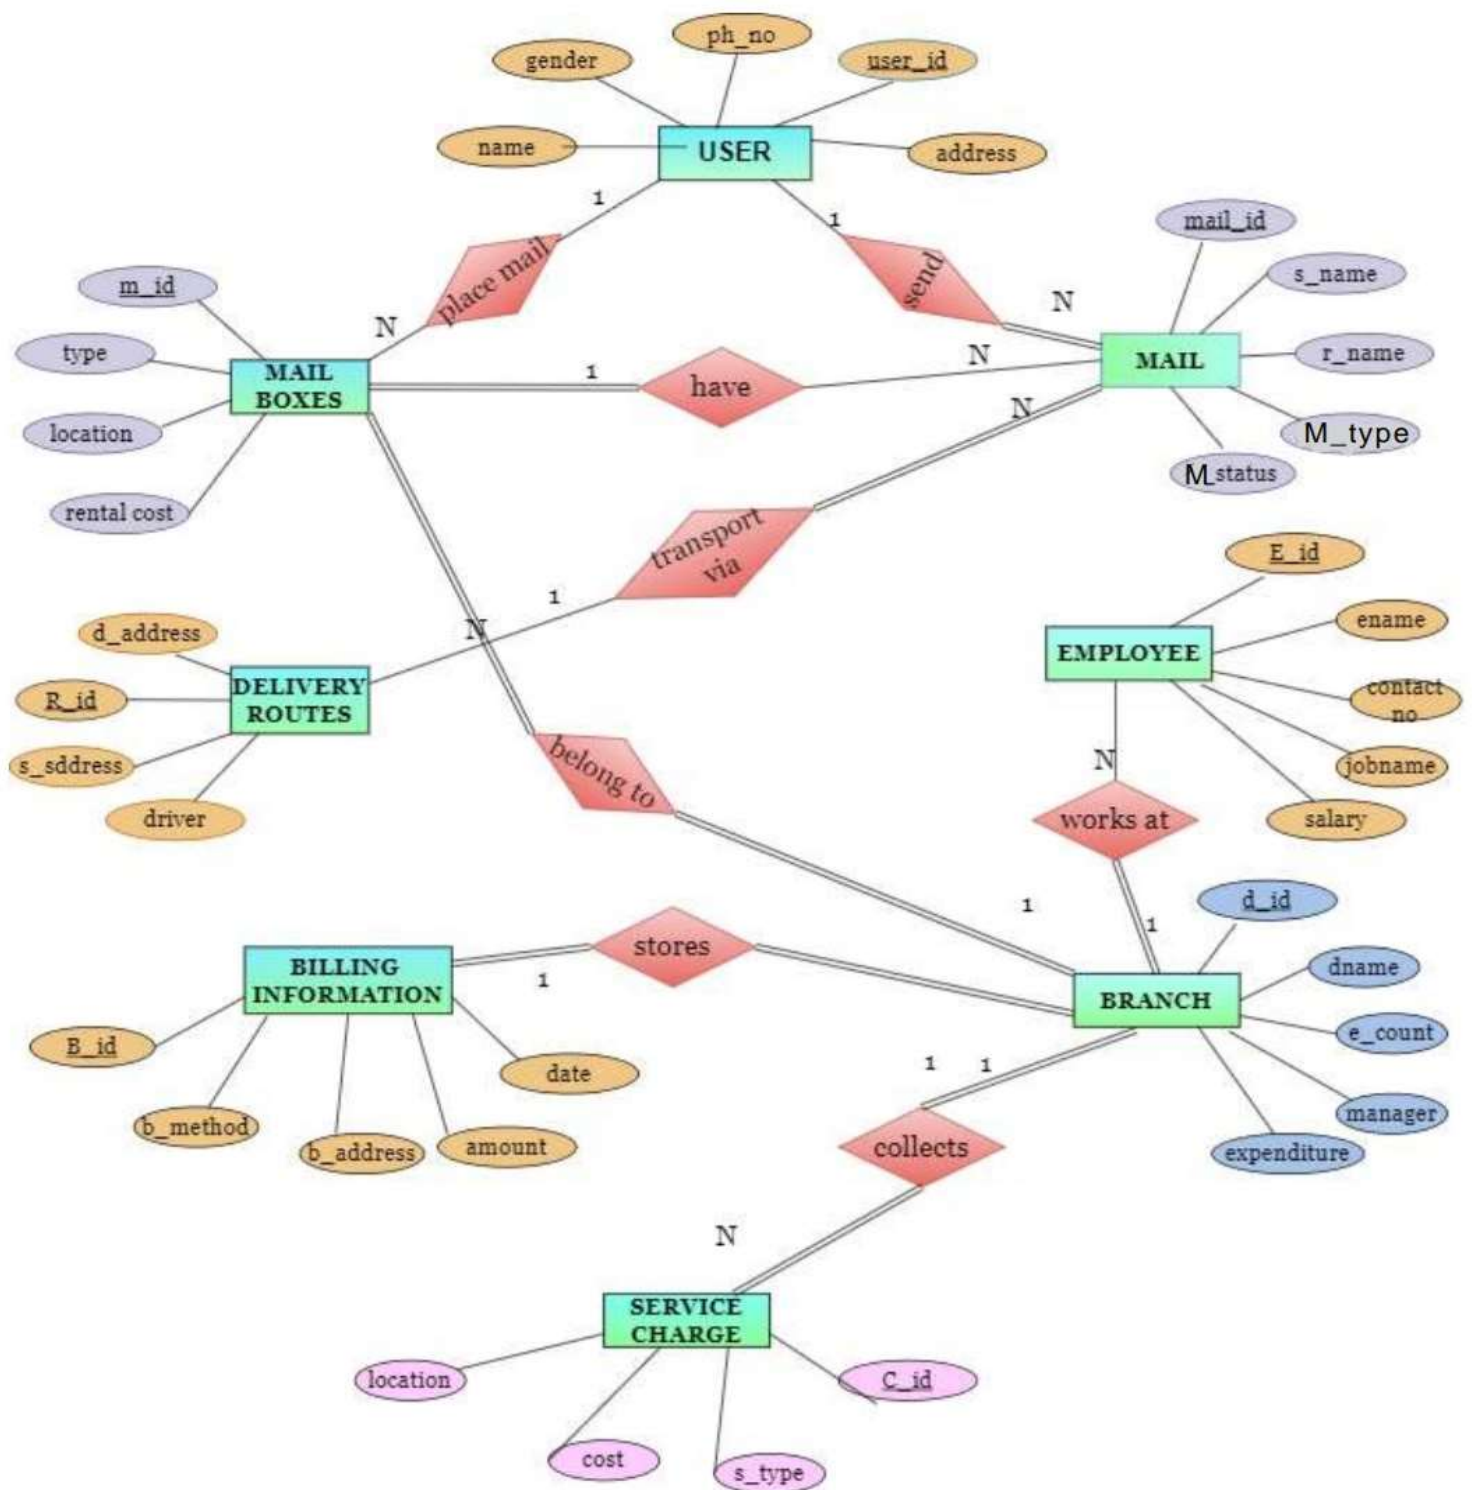 ph_no
gender
user_id
name
USER
address
1
1
mail_id
place mail
send
s_name
m_id
N
N
type
MAIL
BOXES
1
have
N
MAIL
r_name
location
N
M_type
M_status
rental cost
transport
via
E_id
1
d_address
N
ename
EMPLOYEE
DELIVERY
ROUTES
R_id
contact
no
s_sddress
belong to
N
jobname
driver
works at
salary
1
d_id
1
stores
BILLING
INFORMATION
1
dname
BRANCH
B_id
e_count
date
1
1
b_method
manager
b_address
amount
collects
expenditure
N
SERVICE
CHARGE
location
C_id
cost
s_type